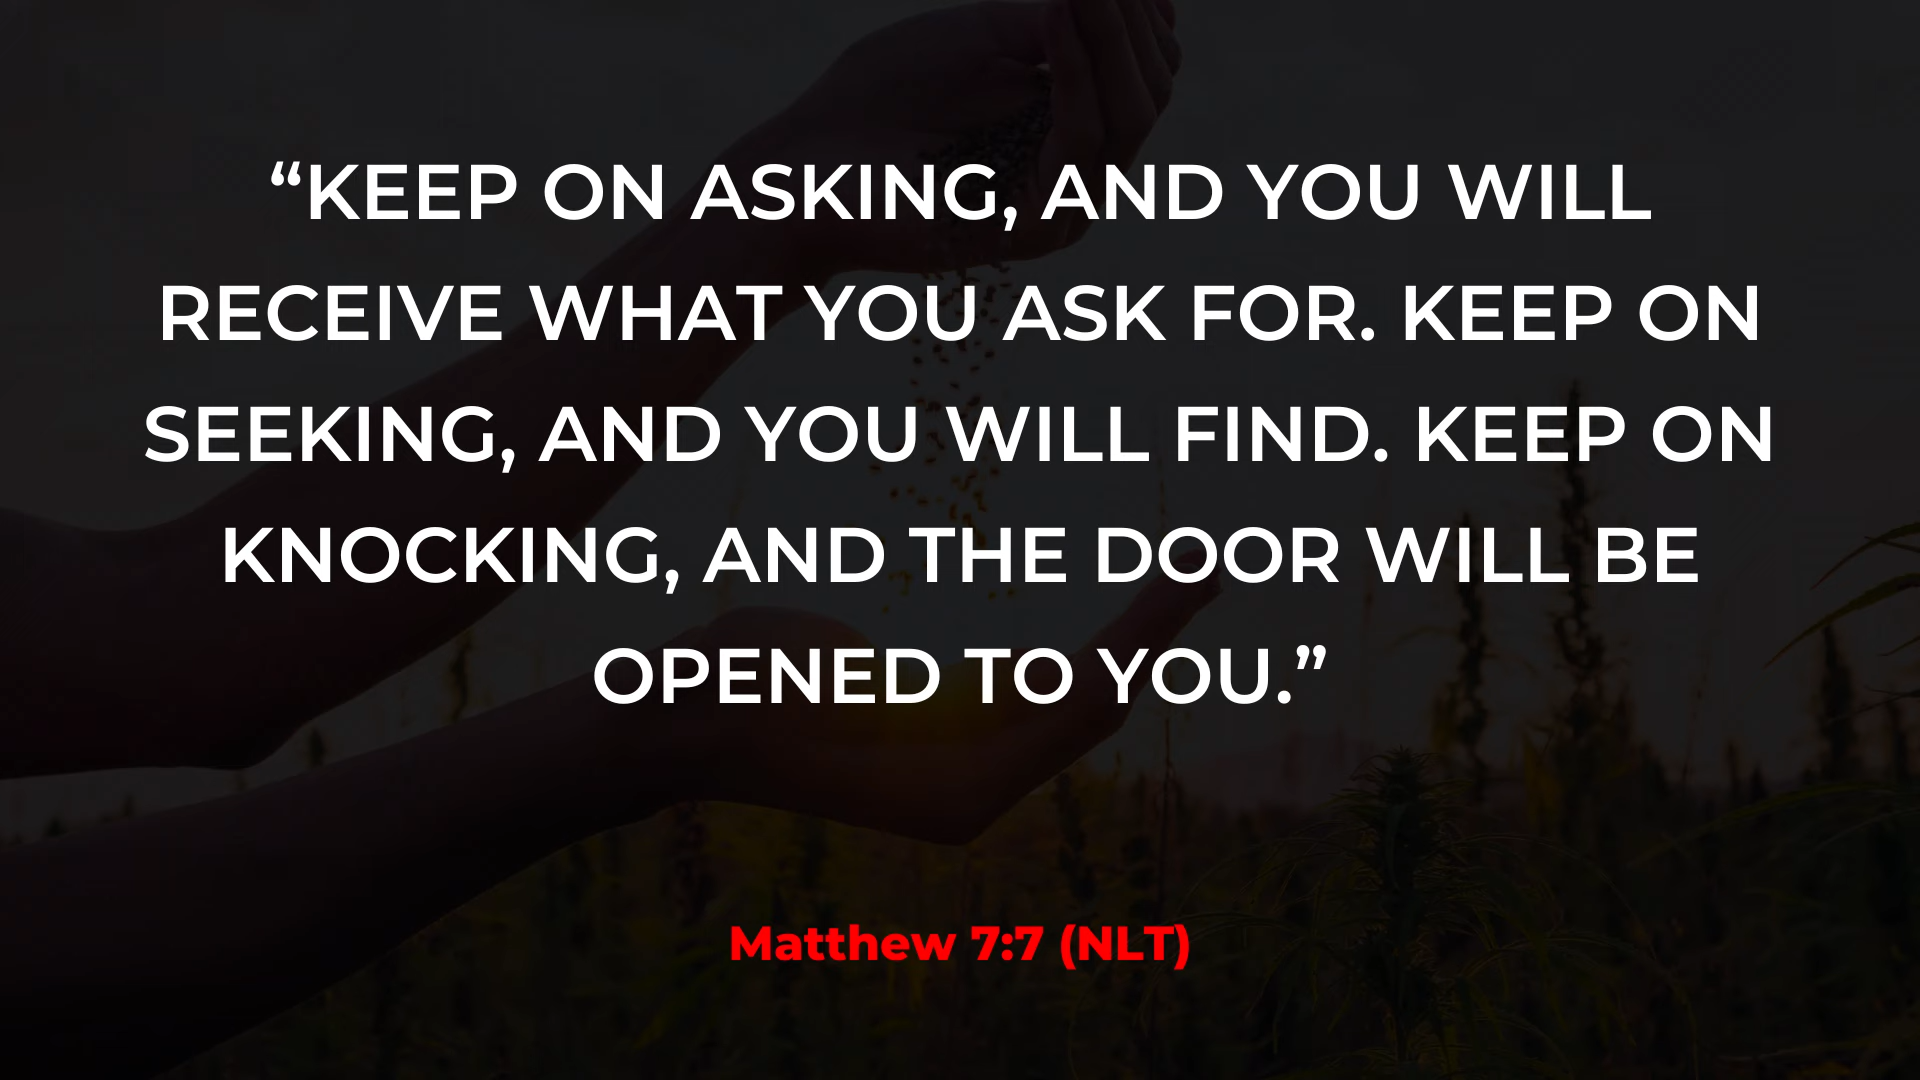 “KEEP ON ASKING, AND YOU WILL
RECEIVE WHAT YOU ASK FOR. KEEP ON
SEEKING, AND YOU WILL FIND. KEEP ON
KNOCKING, AND THE DOOR WILL BE
OPENED TO YOU.”
Matthew 7:7 (NLT)